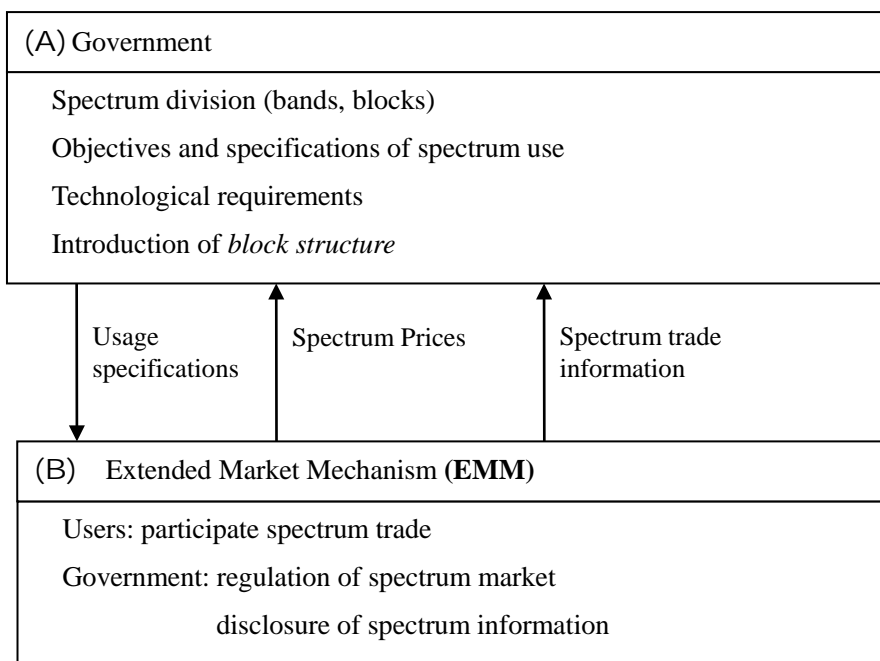 (A) Government
Spectrum division (bands, blocks)
Objectives and specifications of spectrum use
Technological requirements
Introduction of block structure
Usage
specifications
Spectrum Prices
Spectrum trade
information
(B) Extended Market Mechanism (EMM)
Users: participate spectrum trade
Government: regulation of spectrum market
disclosure of spectrum information